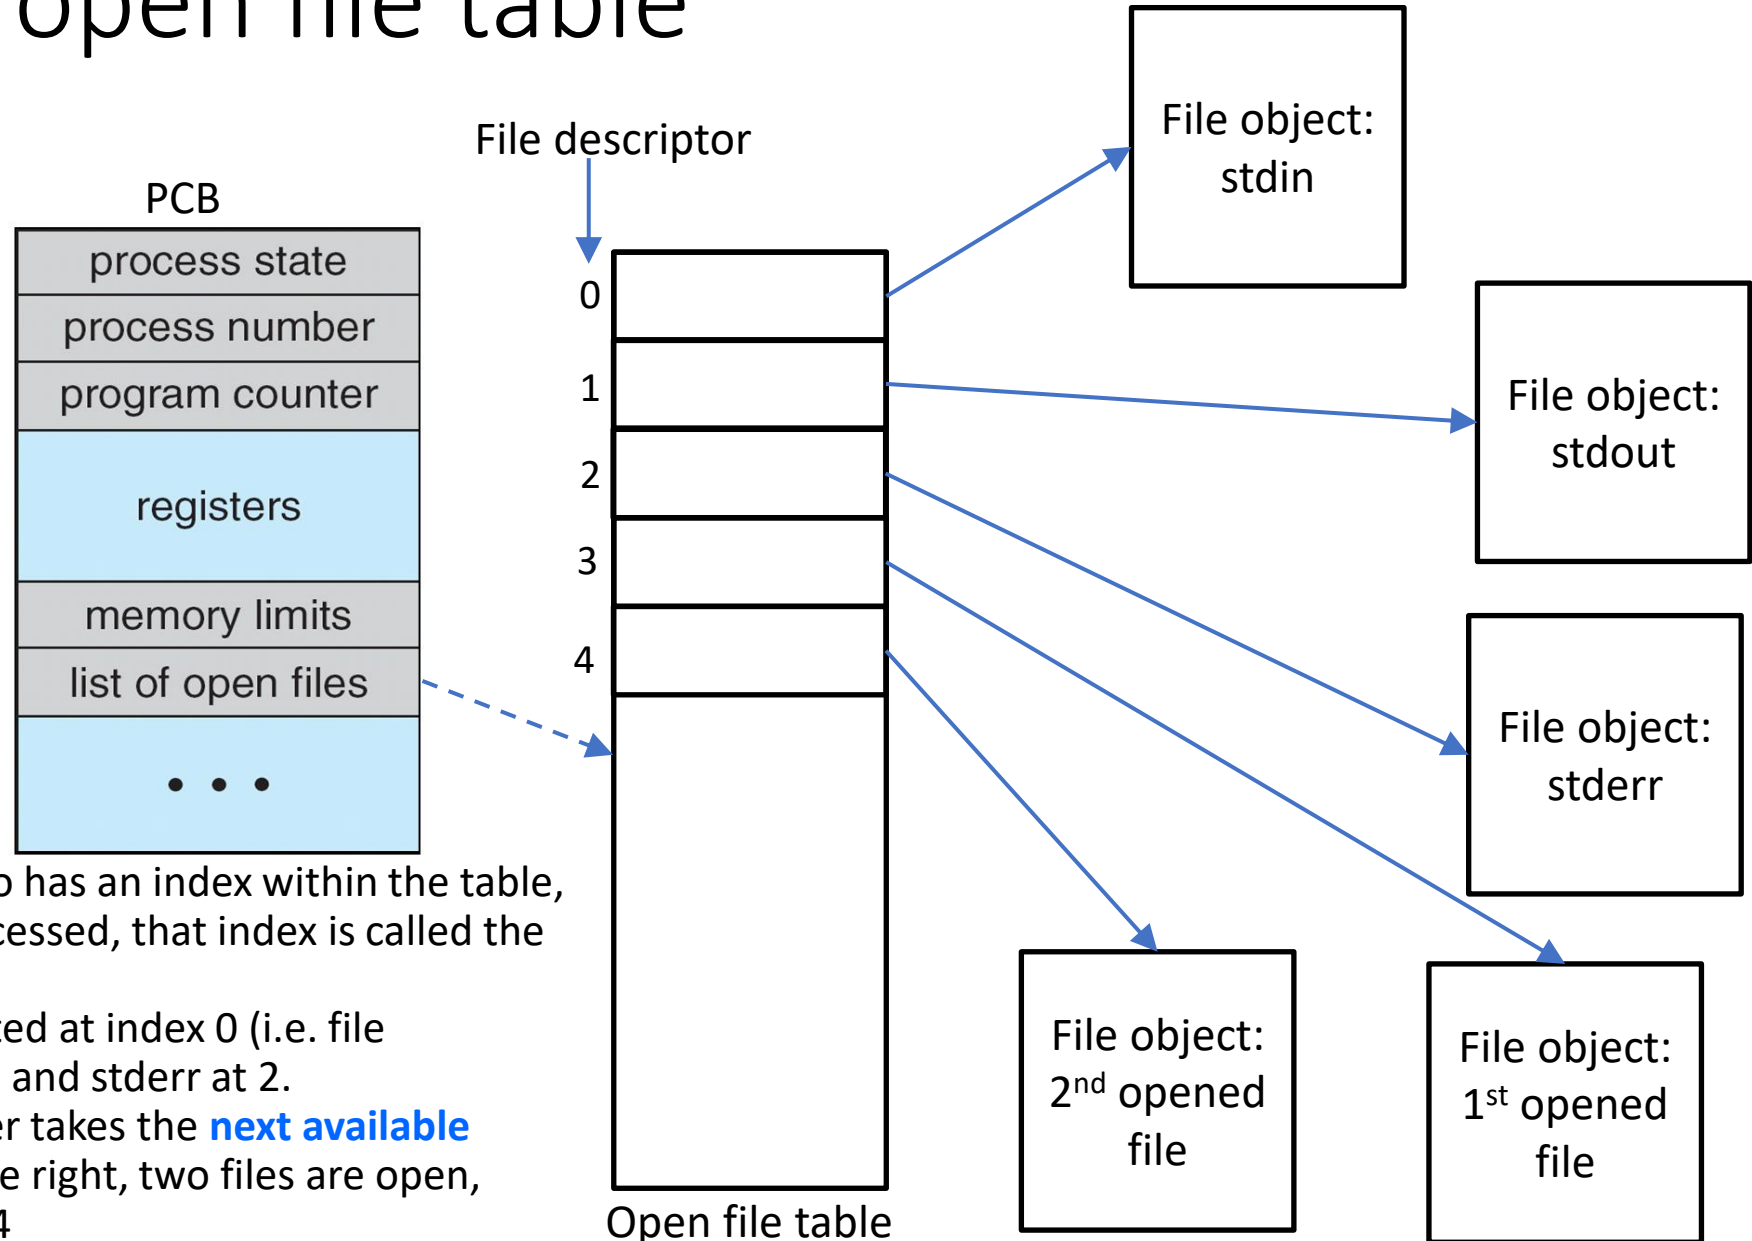 open file table
File descriptor
PCB
process state
process number
program counter
registers
memory limits
list of open files
• • •
0
1
2
3
4
Open file table
File object:
stdin
File object:
stdout
File object:
stderr
File object:
2nd opened
file
File object:
1st opened
file
o has an index within the table,
cessed, that index is called the
ted at index 0 (i.e. file
and stderr at 2.
er takes the next available
e right, two files are open,
4